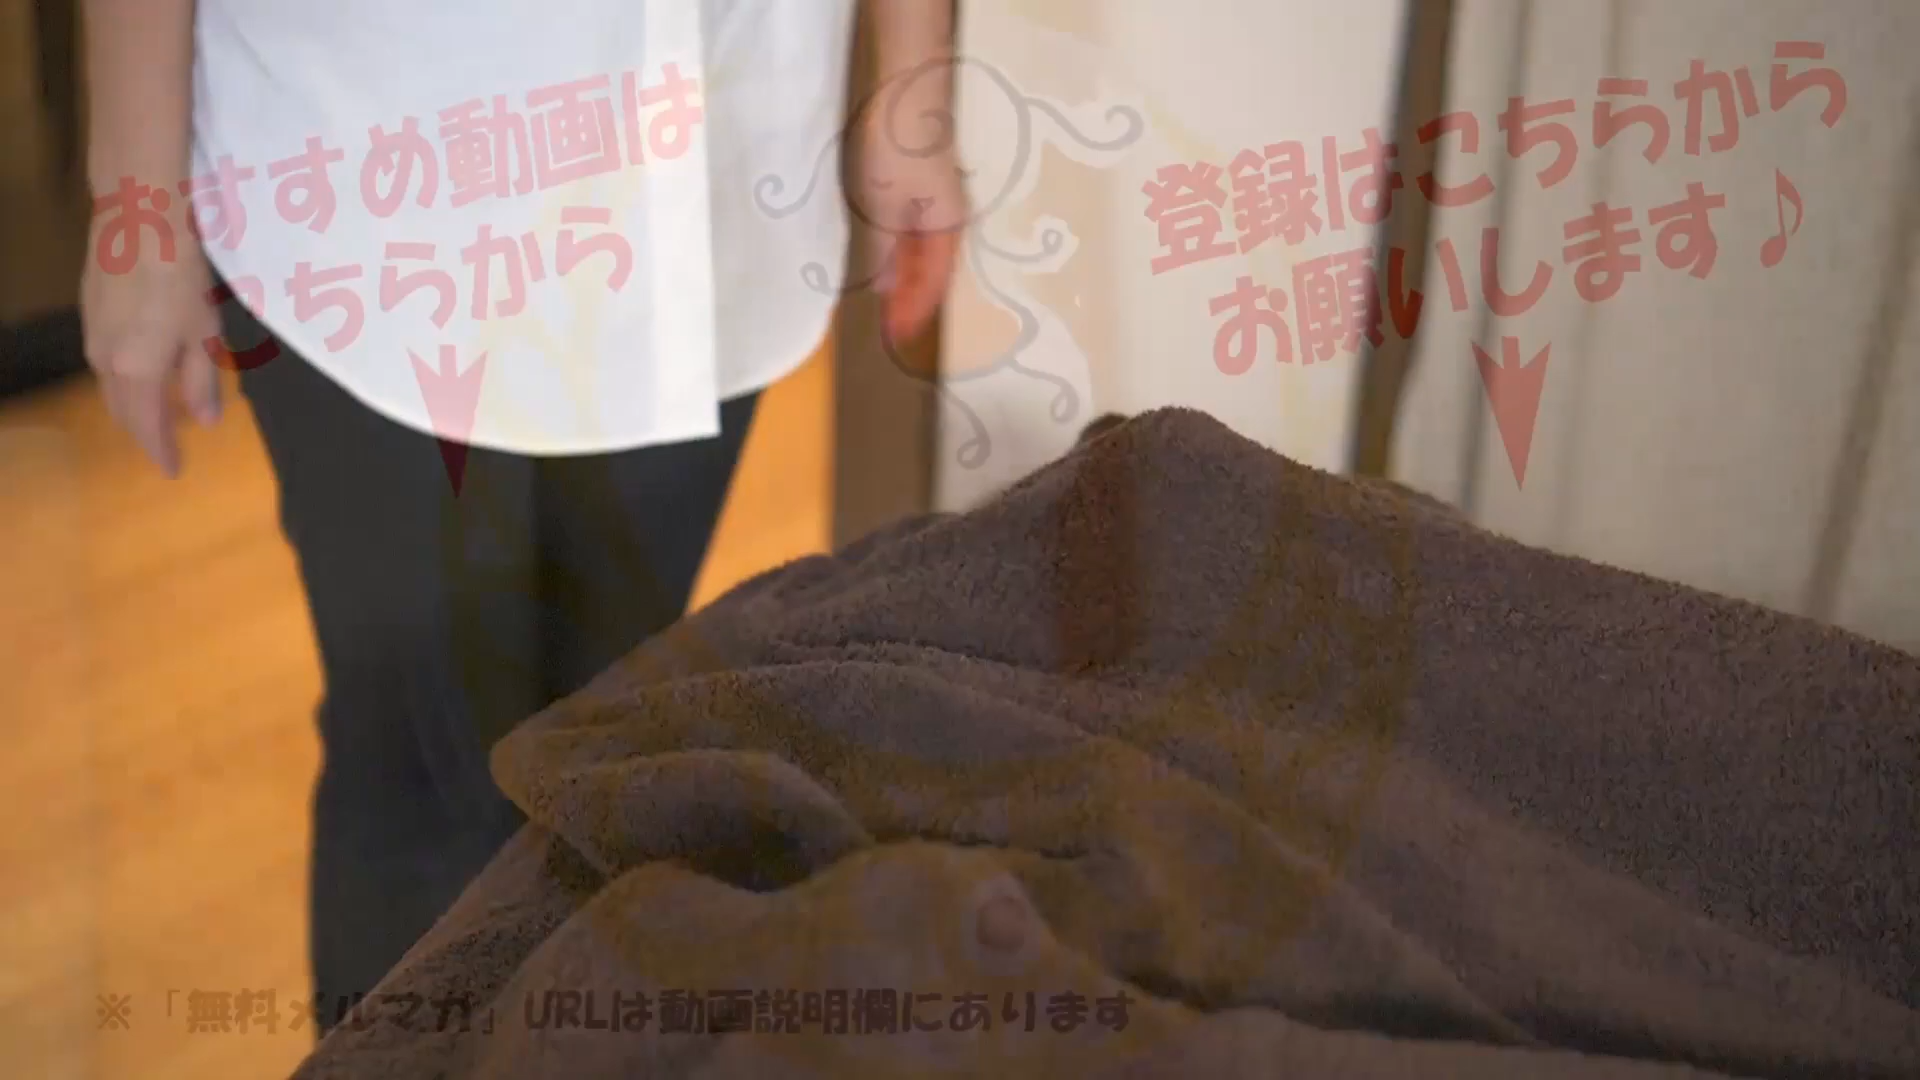 おすすめ動画は
こちらから
登録はこちらから
お願いします♪
※「無料メルマガ」URLは動画説明欄にあります